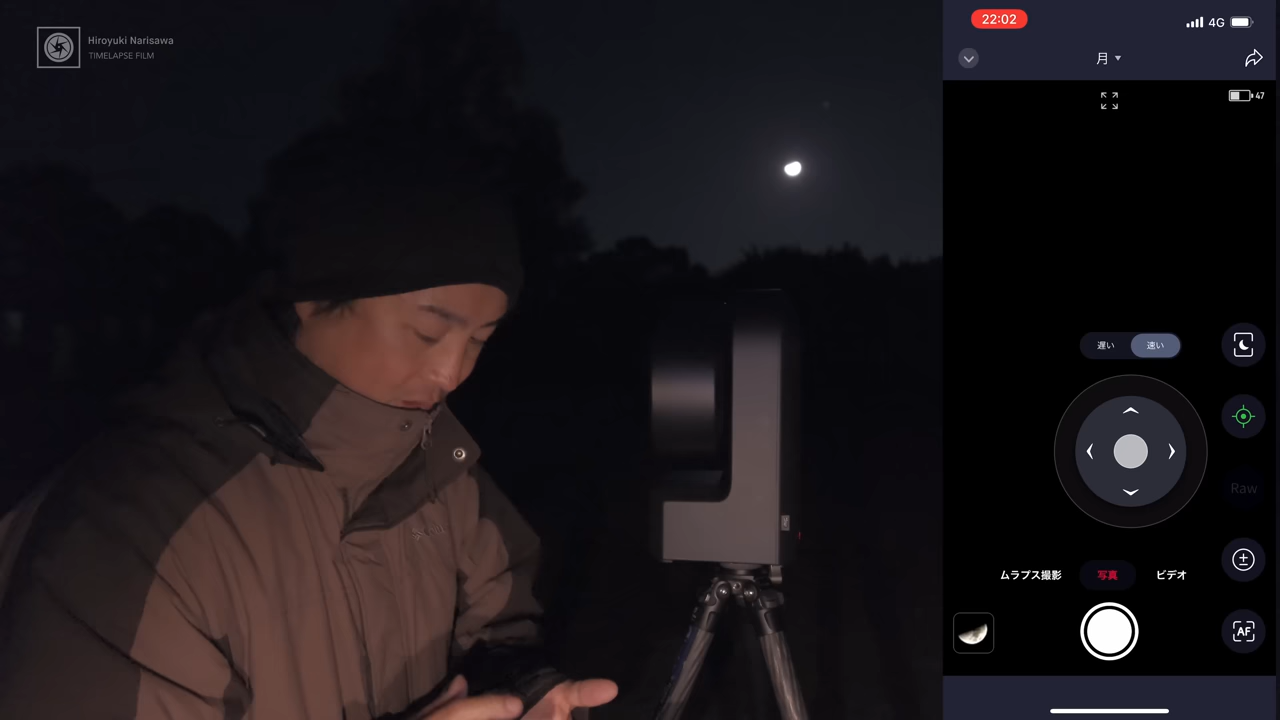 Hiroyuki Narisawa
TIMELAPSE FILM
22:02
4G
月
47
遅い
速い
Raw
ムラプス撮影
写真
ビデオ
AF